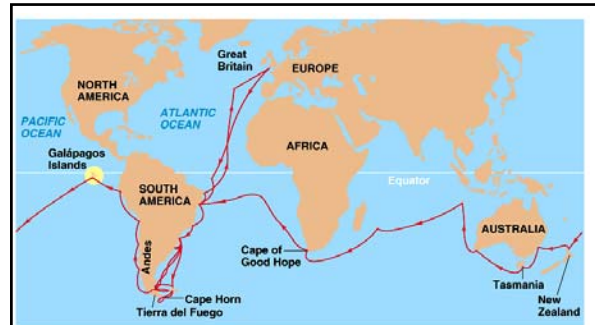 Great
Britain
EUROPE
NORTH
AMERICA
ATLANTIC
OCEAN
PACIFIC
OCEAN
AFRICA
Galápagos
Islands
Equator
SOUTH
AMERICA
AUSTRALIA
Andes
Cape of
Good Hope
Tasmania
Cape Horn
Tierra del Fuego
New
Zealand